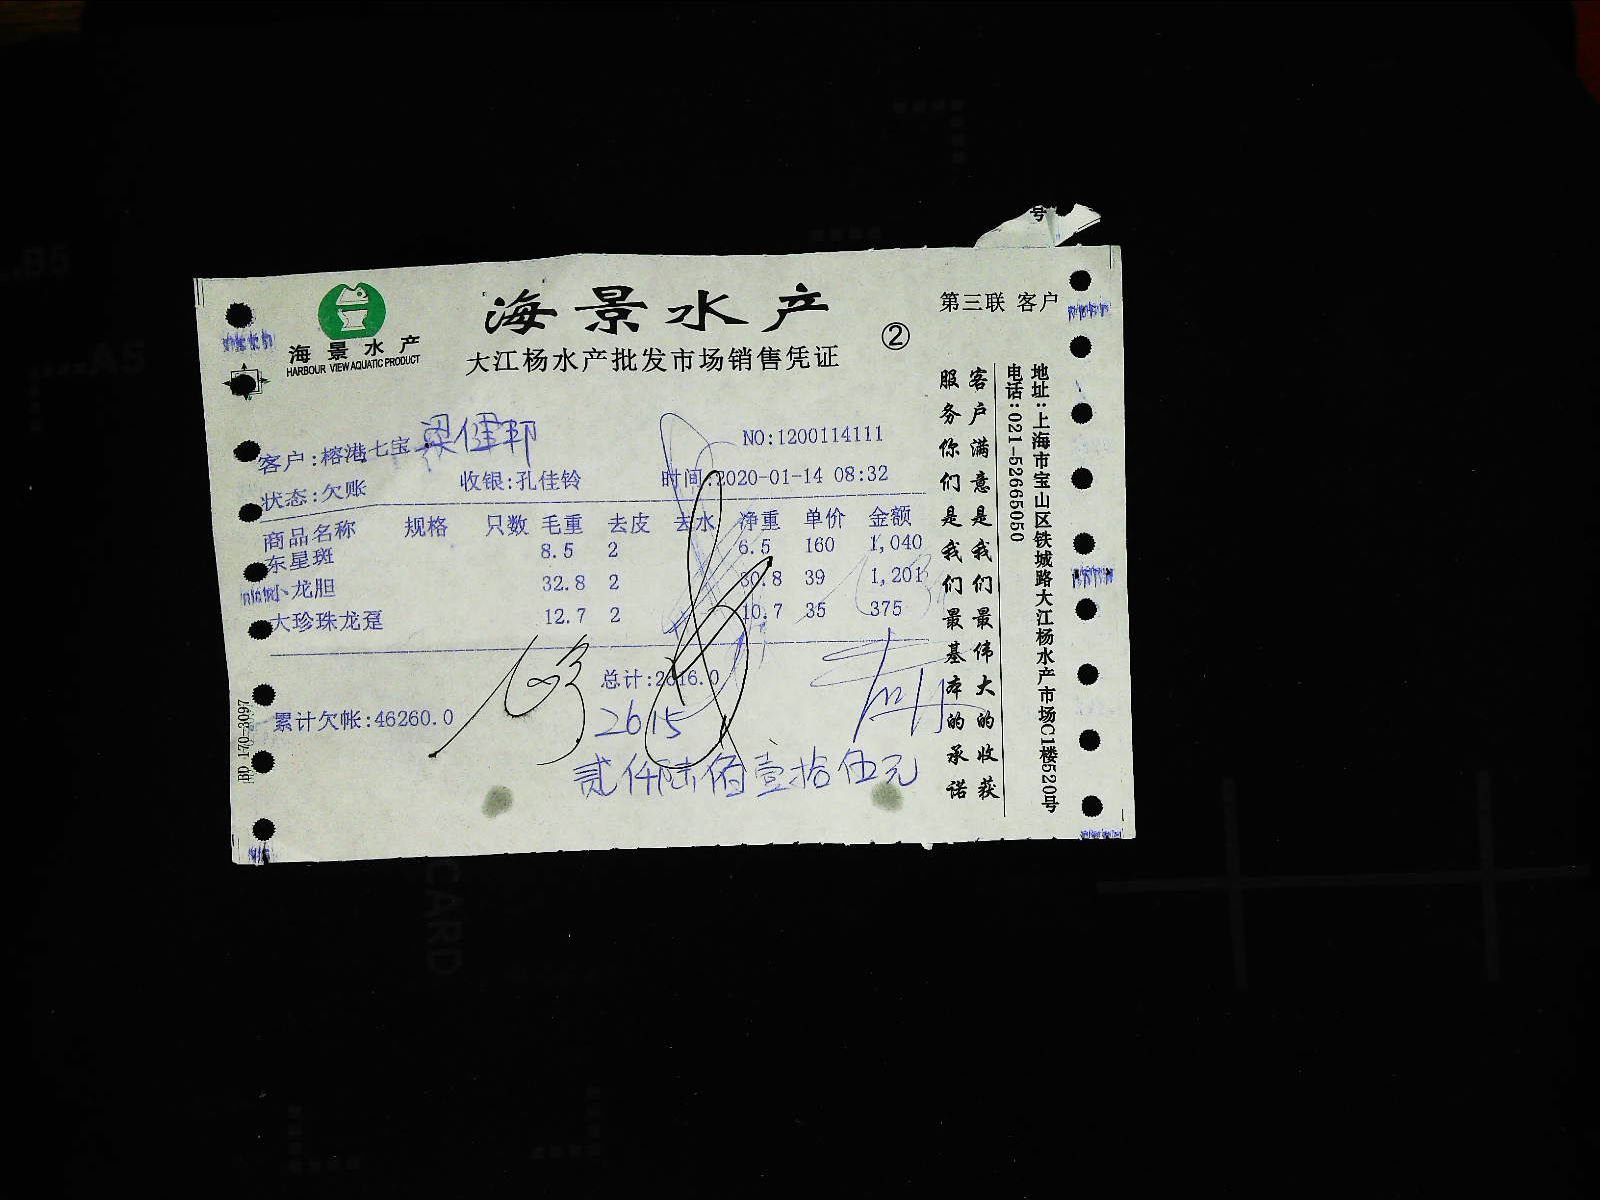 号
海景水产
HARBOUR VIEW AQUATIC PRODUCT
海景水产
大江杨水产批发市场销售凭证
②
第三联 客户
客户:榕港七宝 梁健邦
NO:1200114111
状态:欠账 收银:孔佳铃 时间:2020-01-14 08:32
商品名称 规格 只数 毛重 去皮 去水 净重 单价 金额
东星斑 8.5 2 6.5 160 1,040
小龙胆 32.8 2 30.8 39 1,201
大珍珠龙趸 12.7 2 10.7 35 375
总计:2616.0
累计欠帐:46260.0
2615
贰仟陆佰壹拾伍元
BD 170-3097
客户满意是我们最伟大的收获
服务你们是我们最基本的承诺
地址:上海市宝山区铁城路大江杨水产市场C1楼520号
电话:021-52665050